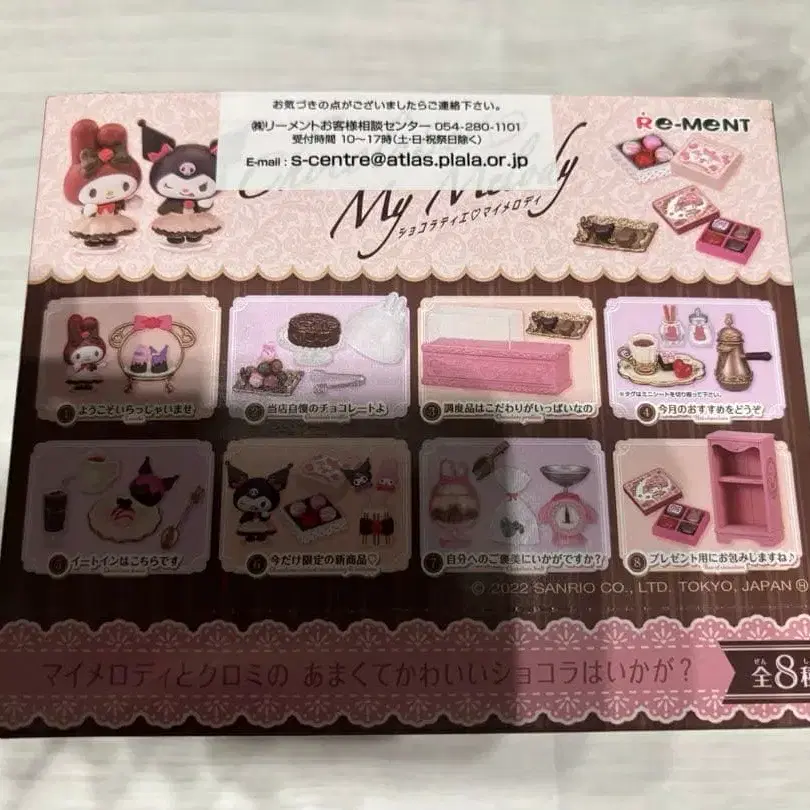 お気づきの点がございましたらご連絡下さい。
㈱リーメントお客様相談センター 054-280-1101
受付時間 10~17時(土・日・祝祭日除く)
E-mail : s-centre@atlas.plala.or.jp
Re-MeNT
My Melody
ショコラティエ♡マイメロディ
1 ようこそいらっしゃいませ
2 当店自慢のチョコレートよ
3 調度品はこだわりがいっぱいなの
※タグはミニシートを切り取って下さい。
4 今月のおすすめをどうぞ
5 イートインはこちらです
6 今だけ限定の新商品♡
7 自分へのご褒美にいかがですか?
8 プレゼント用にお包みしますね♪
© 2022 SANRIO CO., LTD. TOKYO, JAPAN Ⓗ
マイメロディとクロミの あまくてかわいいショコラはいかが?
全8種